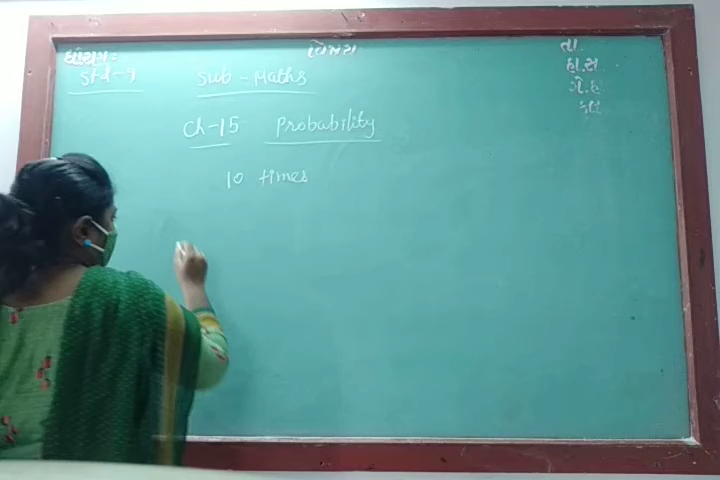 ધોરણ:- વિષય તા
Std-9 Sub-Maths હા.સં.
ગે.હ
કુલ
Ch-15 Probability
10 times